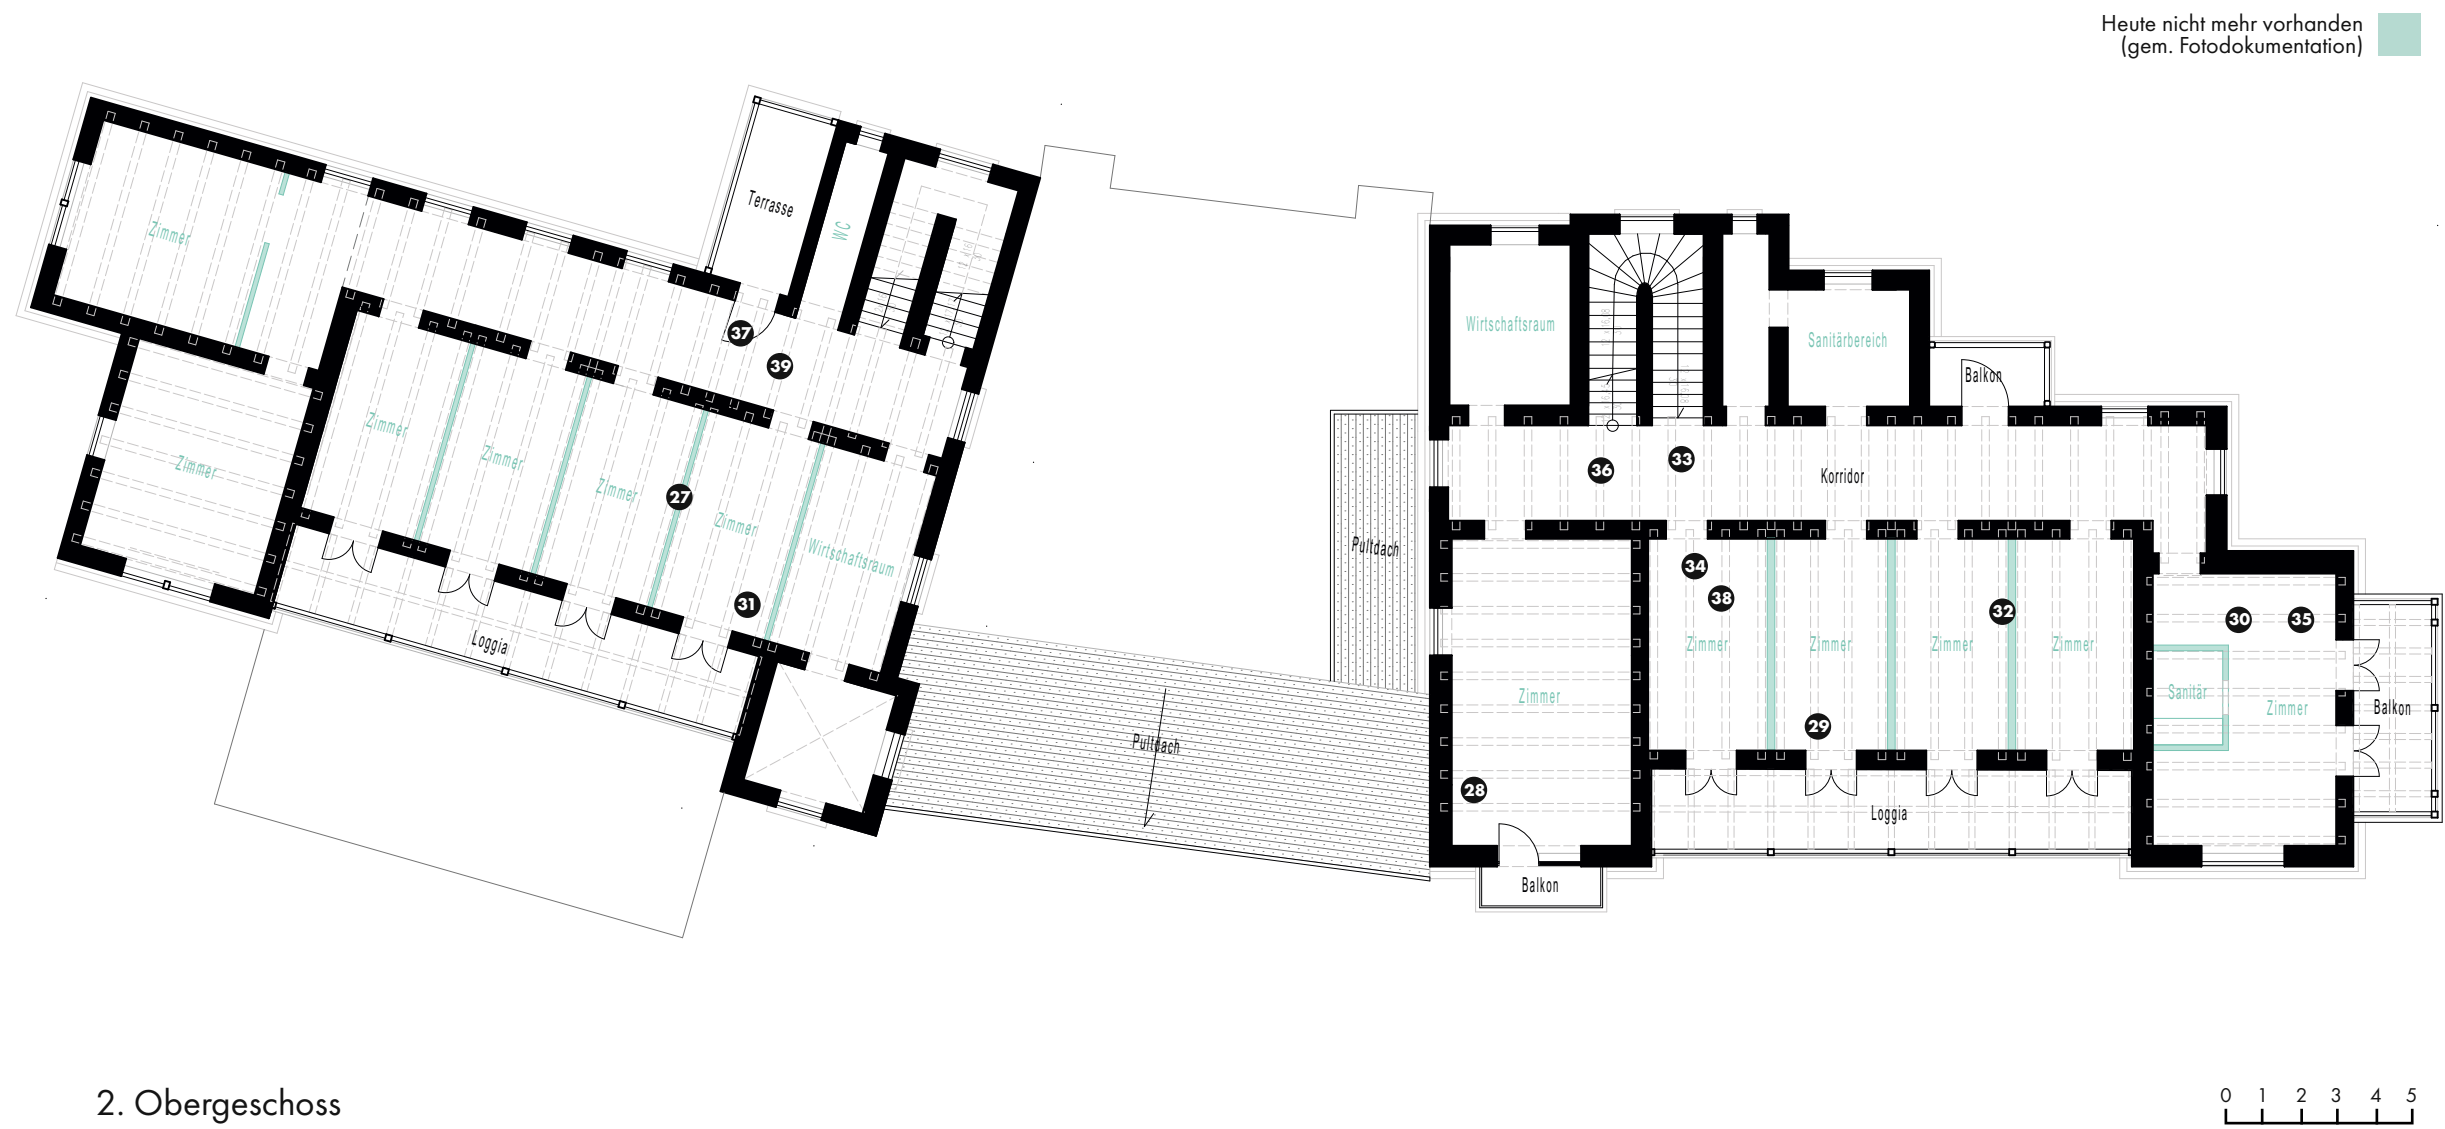 Heute nicht mehr vorhanden
(gem. Fotodokumentation)
Zimmer
Terrasse
WC
37
39
Zimmer
Zimmer
Zimmer
Zimmer
27
Zimmer
Wirtschaftsraum
31
Loggia
Pultdach
Pultdach
Wirtschaftsraum
Sanitärbereich
Balkon
36
33
Korridor
34
38
32
30
35
Zimmer
Zimmer
Zimmer
Zimmer
Zimmer
Sanitär
Zimmer
Balkon
29
28
Loggia
Balkon
2. Obergeschoss
0 1 2 3 4 5